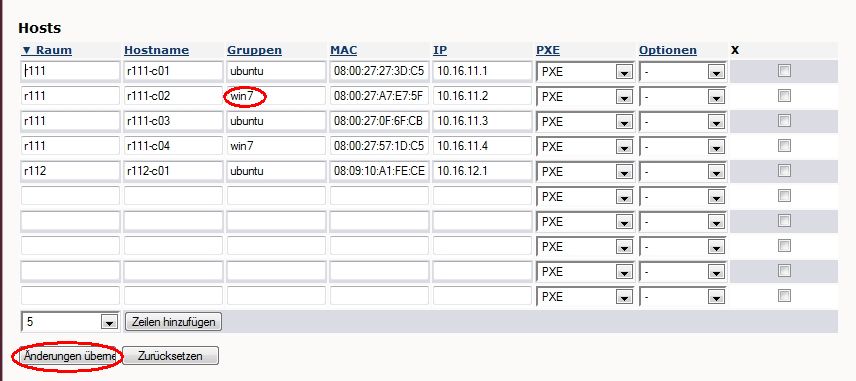 Hosts
▼ Raum Hostname Gruppen MAC IP PXE Optionen X
r111 r111-c01 ubuntu 08:00:27:27:3D:C5 10.16.11.1 PXE -
r111 r111-c02 win7 08:00:27:A7:E7:5F 10.16.11.2 PXE -
r111 r111-c03 ubuntu 08:00:27:0F:6F:CB 10.16.11.3 PXE -
r111 r111-c04 win7 08:00:27:57:1D:C5 10.16.11.4 PXE -
r112 r112-c01 ubuntu 08:09:10:A1:FE:CE 10.16.12.1 PXE -
PXE -
PXE -
PXE -
PXE -
PXE -
5 Zeilen hinzufügen
Änderungen überne Zurücksetzen